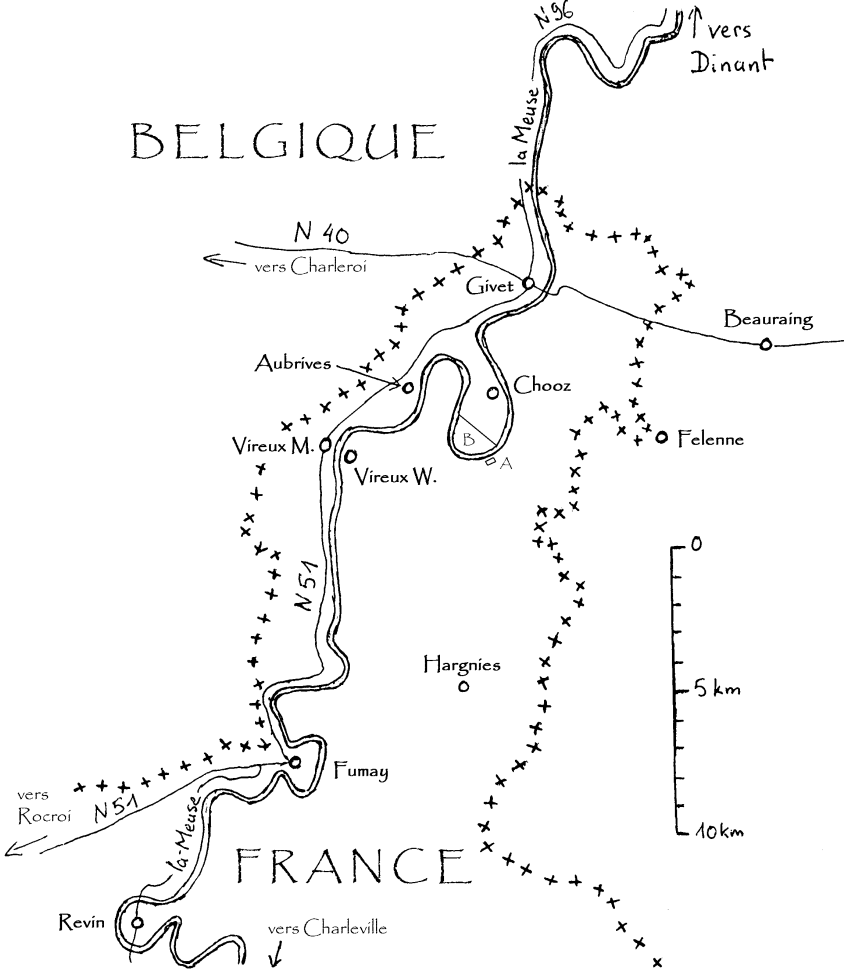 N96
↑ vers
Dinant
la Meuse
BELGIQUE
N 40
← vers Charleroi
Givet
Beauraing
Aubrives
Chooz
B
Vireux M.
Felenne
A
Vireux W.
0
N51
Hargnies
5 km
Fumay
vers
Rocroi
N51
10km
la Meuse
FRANCE
Revin
vers Charleville